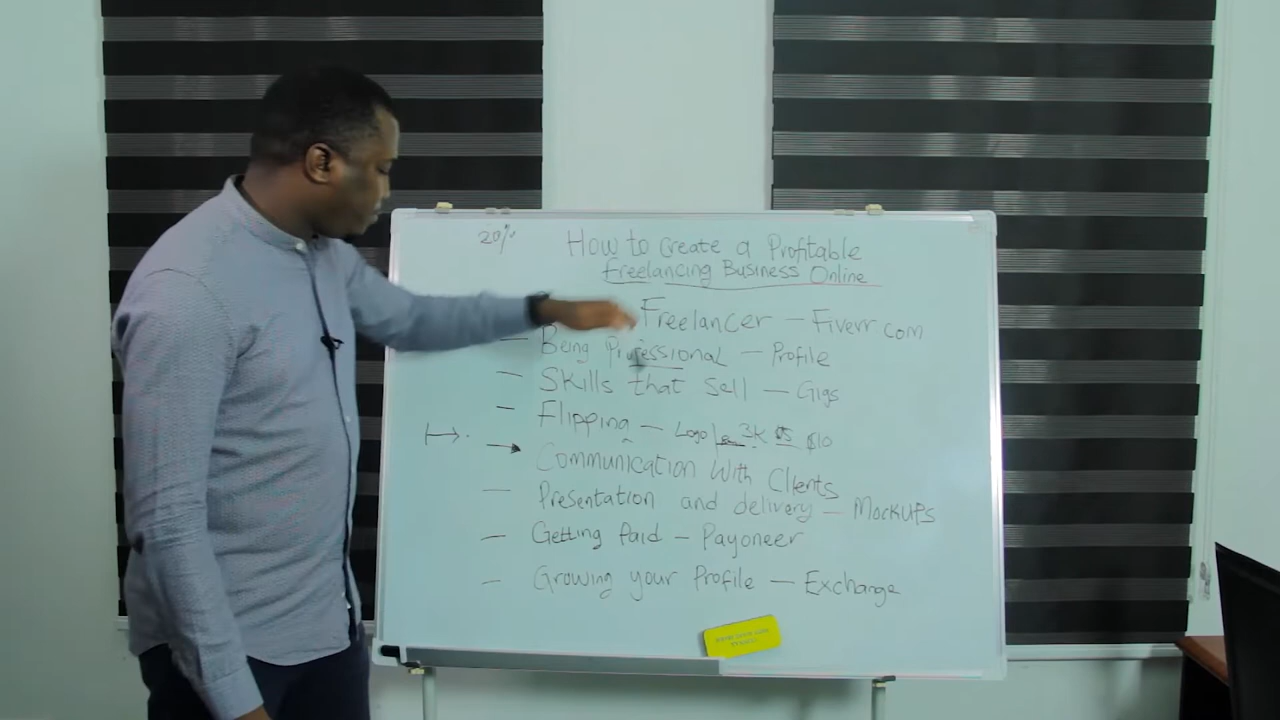 20%
How to create a Profitable
Freelancing Business Online
Freelancer — Fiverr.com
— Being Professional — Profile
— Skills that Sell — Gigs
— Flipping — Logo 3K $5 $10
→ Communication With Clients
— Presentation and delivery — Mockups
— Getting Paid — Payoneer
— Growing your Profile — Exchange